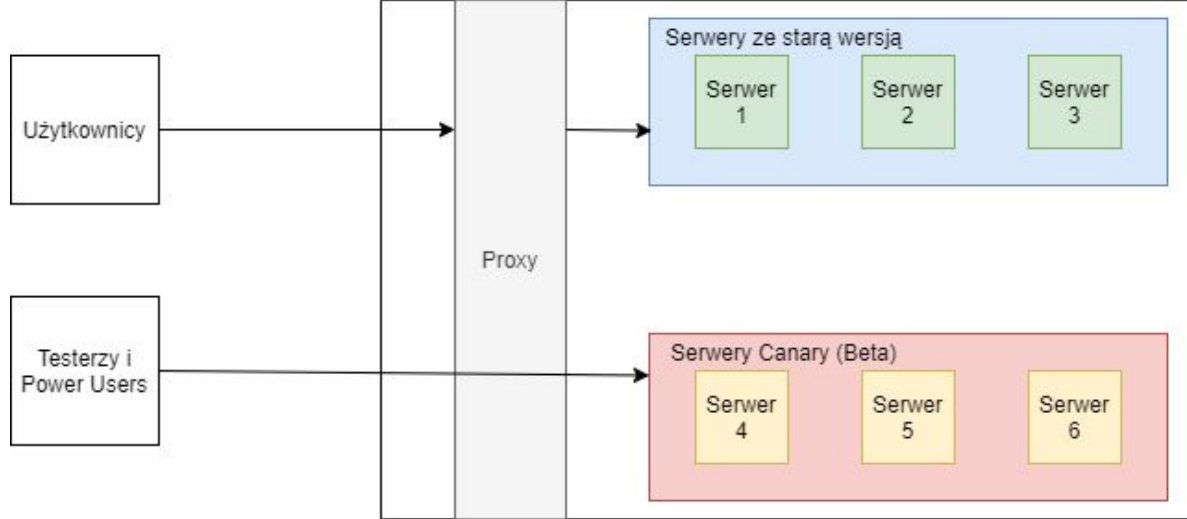 Użytkownicy
Testerzy i
Power Users
Proxy
Serwery ze starą wersją
Serwer
1
Serwer
2
Serwer
3
Serwery Canary (Beta)
Serwer
4
Serwer
5
Serwer
6